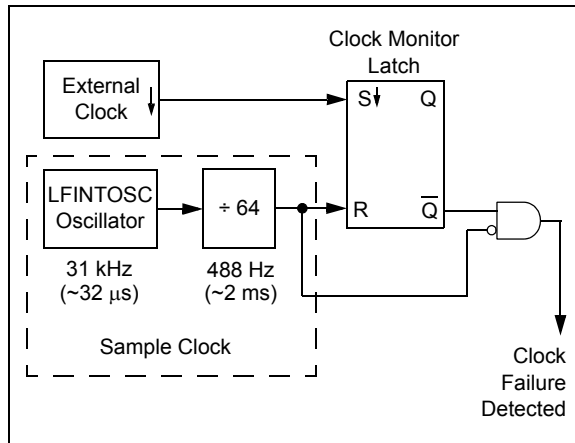 Clock Monitor
Latch
External
Clock
S
Q
LFINTOSC
Oscillator
÷ 64
R
Q̅
31 kHz
(~32 μs)
488 Hz
(~2 ms)
Sample Clock
Clock
Failure
Detected